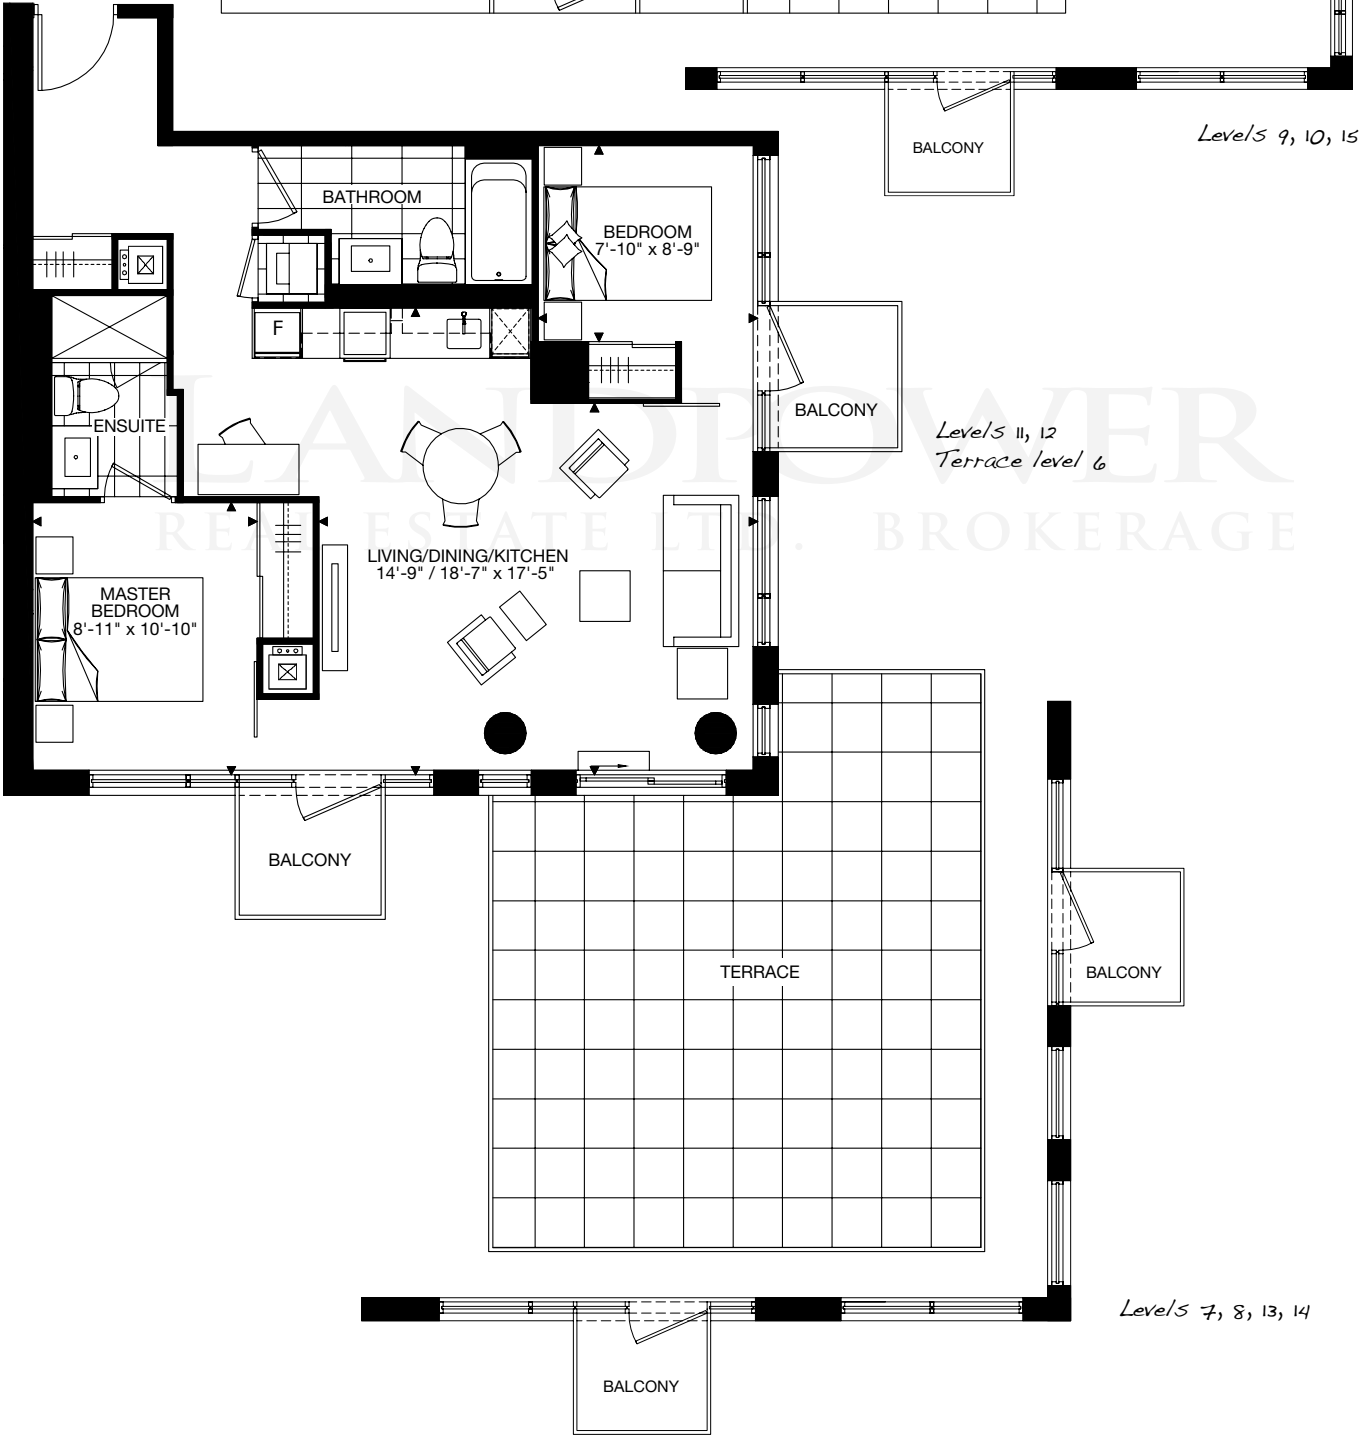 BALCONY
Levels 9, 10, 15
BATHROOM
BEDROOM
7'-10" x 8'-9"
F
BALCONY
Levels 11, 12
Terrace level 6
ENSUITE
LANDPOWER
REAL ESTATE LTD. BROKERAGE
LIVING/DINING/KITCHEN
14'-9" / 18'-7" x 17'-5"
MASTER
BEDROOM
8'-11" x 10'-10"
BALCONY
TERRACE
BALCONY
Levels 7, 8, 13, 14
BALCONY